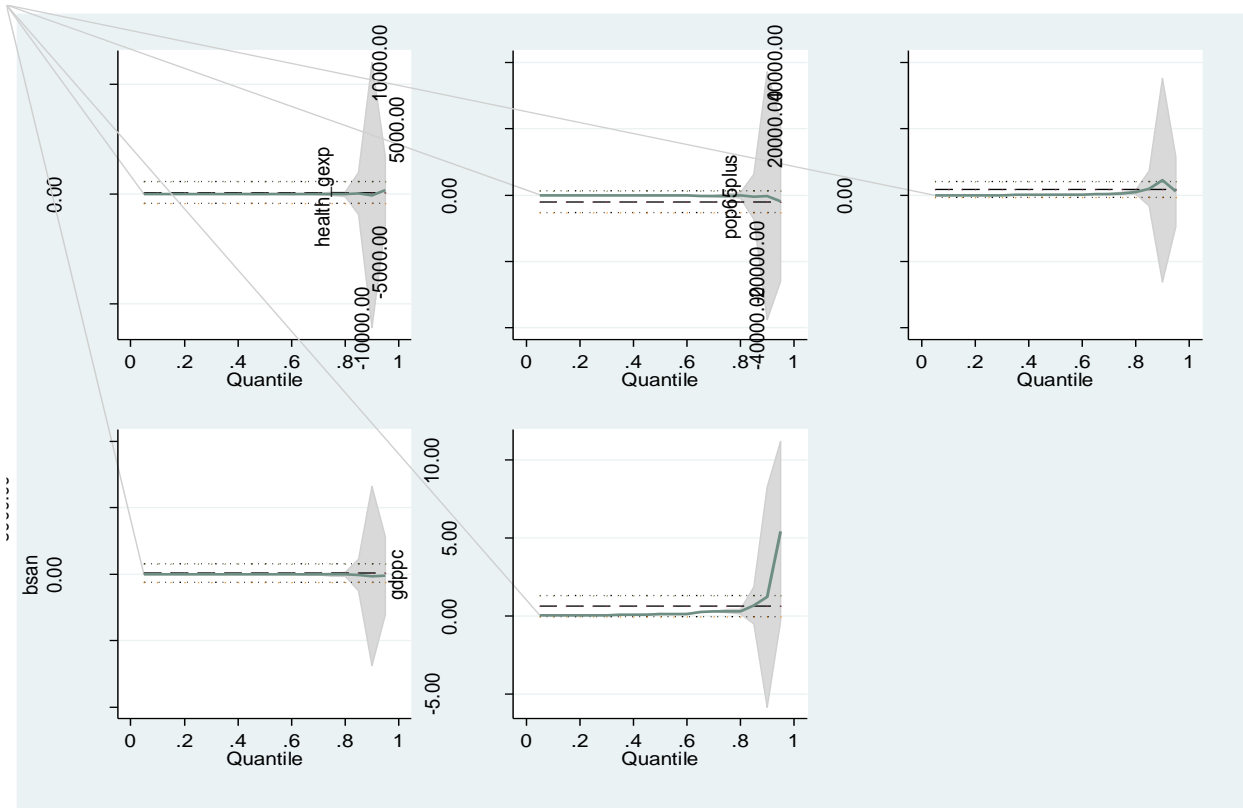 10000.00
5000.00
0.00
-5000.00
-10000.00
health_gexp
0 .2 .4 .6 .8 1
Quantile
40000.00
20000.00
0.00
-20000.00
-40000.00
pop65plus
0 .2 .4 .6 .8 1
Quantile
0.00
0 .2 .4 .6 .8 1
Quantile
bsan
0.00
0 .2 .4 .6 .8 1
Quantile
gdppc
10.00
5.00
0.00
-5.00
0 .2 .4 .6 .8 1
Quantile